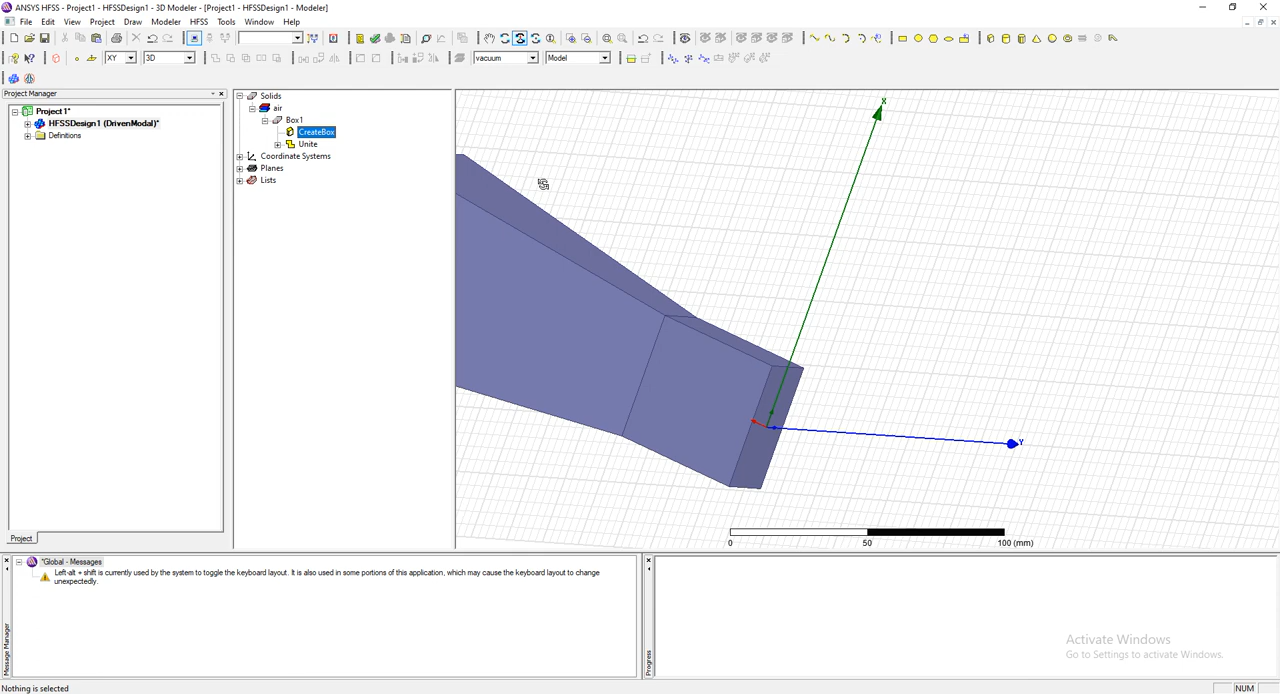 ANSYS HFSS - Project1 - HFSSDesign1 - 3D Modeler - [Project1 - HFSSDesign1 - Modeler]
File Edit View Project Draw Modeler HFSS Tools Window Help
XY 3D vacuum Model
Project Manager
Project1*
HFSSDesign1 (DrivenModal)*
Definitions
Project
Solids
air
Box1
CreateBox
Unite
Coordinate Systems
Planes
Lists
X
Y
0 50 100 (mm)
*Global - Messages
Left-alt + shift is currently used by the system to toggle the keyboard layout. It is also used in some portions of this application, which may cause the keyboard layout to change
unexpectedly.
Message Manager
Progress
Activate Windows
Go to Settings to activate Windows.
Nothing is selected
NUM